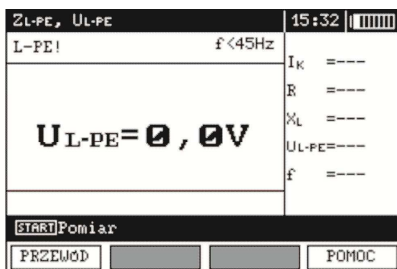 ZL-PE, UL-PE 15:32
L-PE! f<45Hz
UL-PE=0,0V
IK =---
R =---
XL =---
UL-PE=---
f =---
START Pomiar
PRZEWÓD POMOC